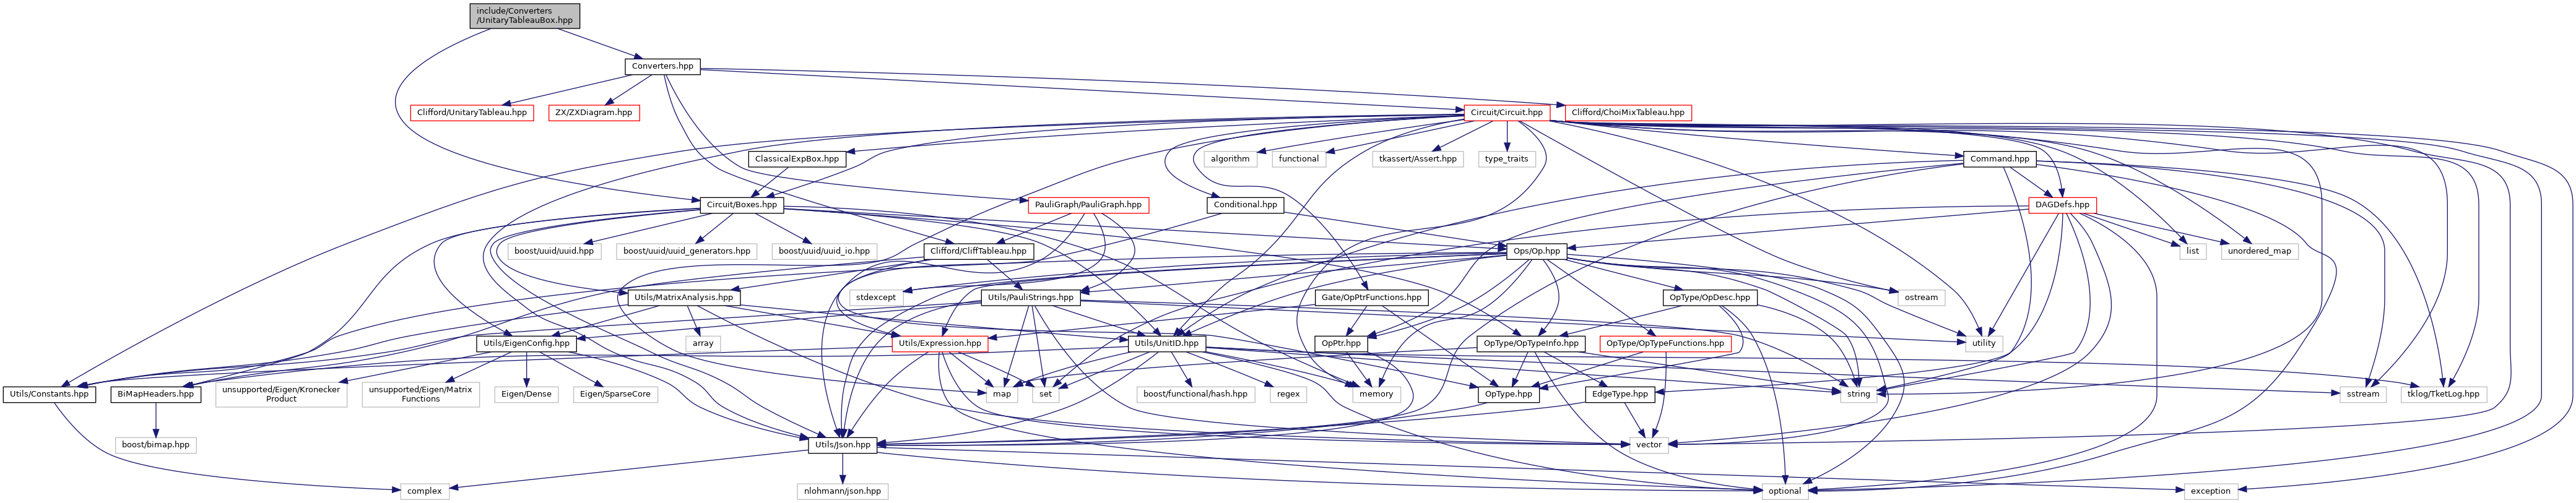 include/Converters
/UnitaryTableauBox.hpp
Converters.hpp
Clifford/UnitaryTableau.hpp
ZX/ZXDiagram.hpp
Circuit/Circuit.hpp
Clifford/ChoiMixTableau.hpp
ClassicalExpBox.hpp
algorithm
functional
tkassert/Assert.hpp
type_traits
Command.hpp
Circuit/Boxes.hpp
PauliGraph/PauliGraph.hpp
Conditional.hpp
DAGDefs.hpp
boost/uuid/uuid.hpp
boost/uuid/uuid_generators.hpp
boost/uuid/uuid_io.hpp
Clifford/CliffTableau.hpp
Ops/Op.hpp
list
unordered_map
Utils/MatrixAnalysis.hpp
stdexcept
Utils/PauliStrings.hpp
Gate/OpPtrFunctions.hpp
OpType/OpDesc.hpp
ostream
Utils/EigenConfig.hpp
array
Utils/Expression.hpp
Utils/UnitID.hpp
OpPtr.hpp
OpType/OpTypeInfo.hpp
OpType/OpTypeFunctions.hpp
utility
Utils/Constants.hpp
BiMapHeaders.hpp
unsupported/Eigen/Kronecker
Product
unsupported/Eigen/Matrix
Functions
Eigen/Dense
Eigen/SparseCore
map
set
boost/functional/hash.hpp
regex
memory
OpType.hpp
EdgeType.hpp
string
sstream
tklog/TketLog.hpp
boost/bimap.hpp
Utils/Json.hpp
vector
complex
nlohmann/json.hpp
optional
exception